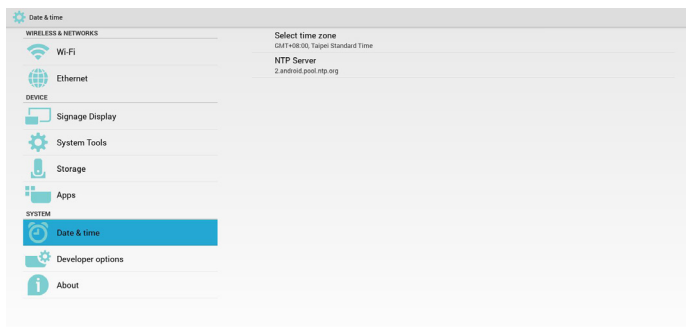 Date & time
WIRELESS & NETWORKS
Wi-Fi
Ethernet
DEVICE
Signage Display
System Tools
Storage
Apps
SYSTEM
Date & time
Developer options
About
Select time zone
GMT+08:00, Taipei Standard Time
NTP Server
2.android.pool.ntp.org